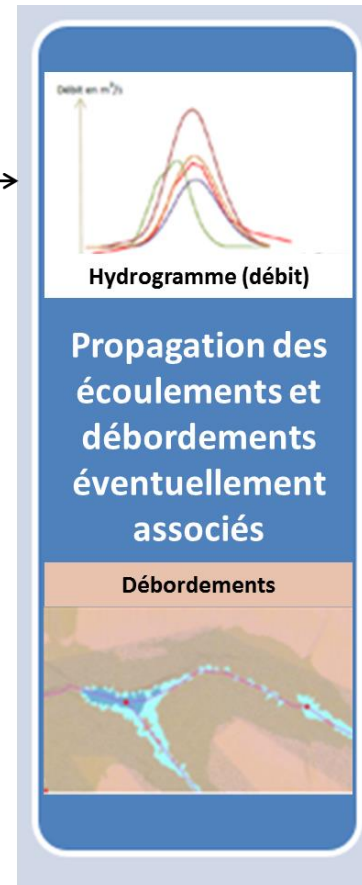 Débit en m³/s
Hydrogramme (débit)
Propagation des
écoulements et
débordements
éventuellement
associés
Débordements